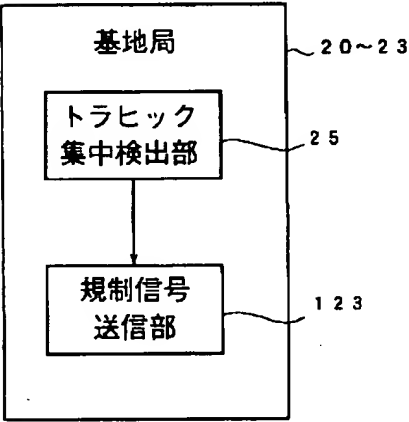 基地局
２０〜２３
トラヒック
集中検出部
２５
規制信号
送信部
１２３